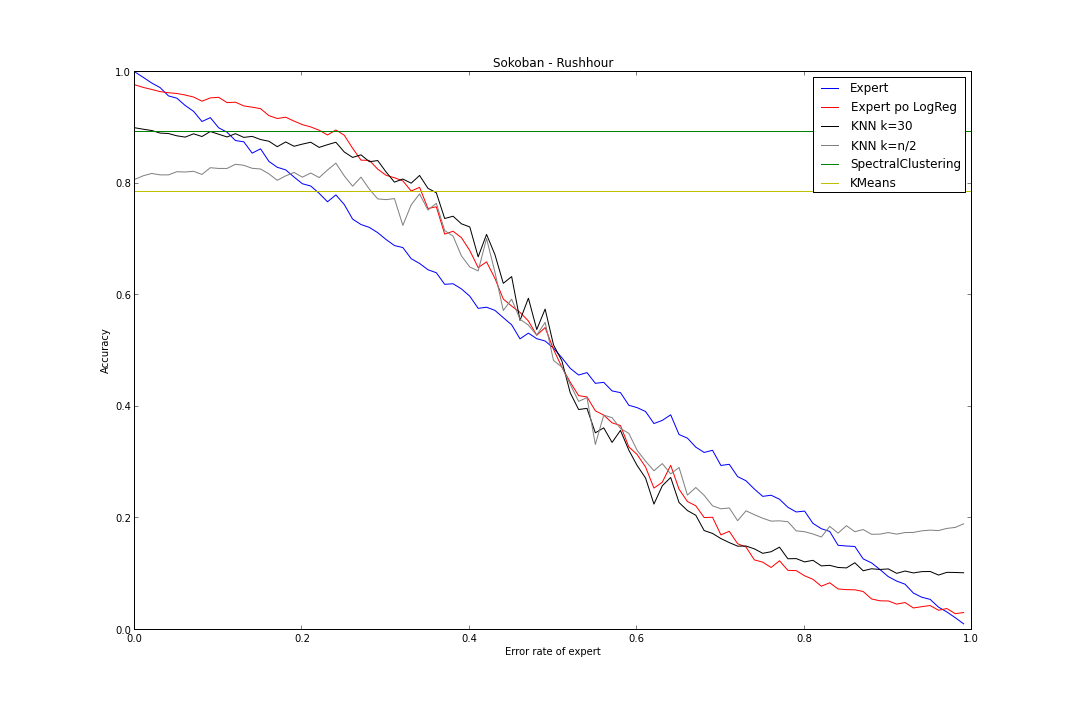 Sokoban - Rushhour
Expert
Expert po LogReg
KNN k=30
KNN k=n/2
SpectralClustering
KMeans
1.0
0.8
0.6
0.4
0.2
0.0
Accuracy
0.0 0.2 0.4 0.6 0.8 1.0
Error rate of expert